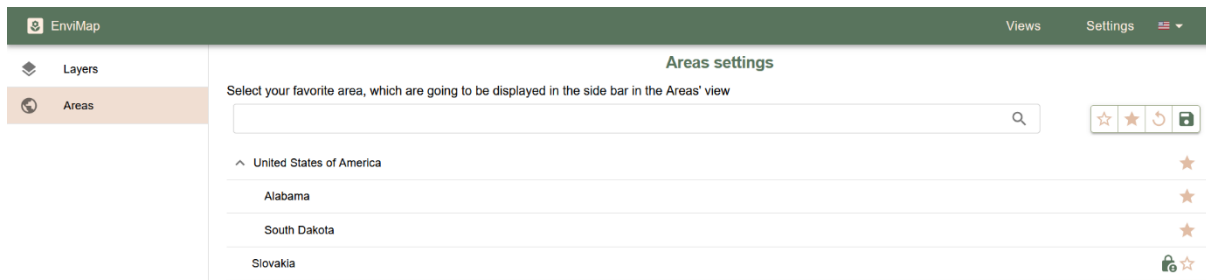 EnviMap
Views
Settings
Layers
Areas
Areas settings
Select your favorite area, which are going to be displayed in the side bar in the Areas' view
United States of America
Alabama
South Dakota
Slovakia